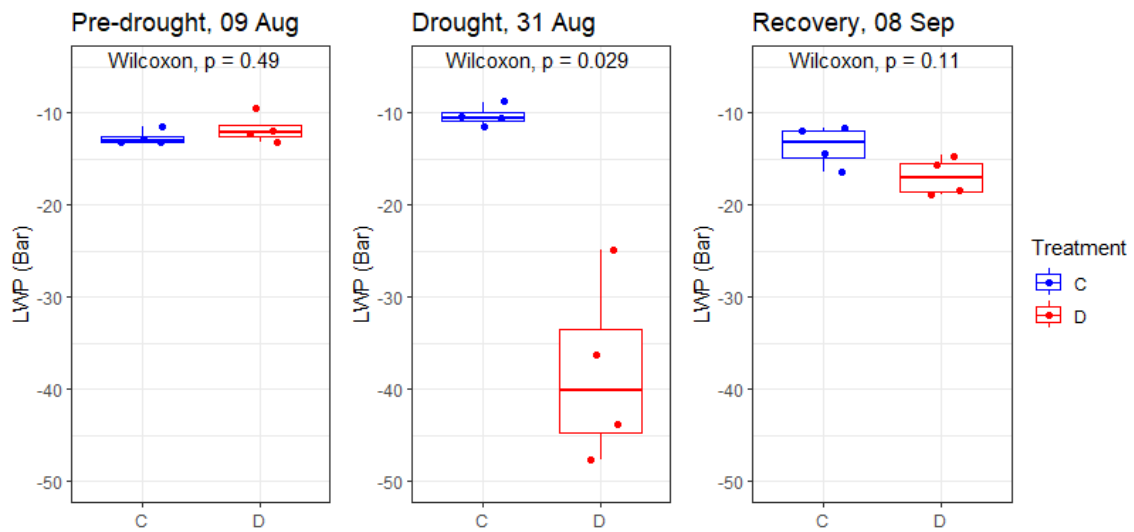 Pre-drought, 09 Aug
Wilcoxon, p = 0.49
LWP (Bar)
-10
-20
-30
-40
-50
C
D
Drought, 31 Aug
Wilcoxon, p = 0.029
LWP (Bar)
-10
-20
-30
-40
-50
C
D
Recovery, 08 Sep
Wilcoxon, p = 0.11
LWP (Bar)
-10
-20
-30
-40
-50
C
D
Treatment
C
D